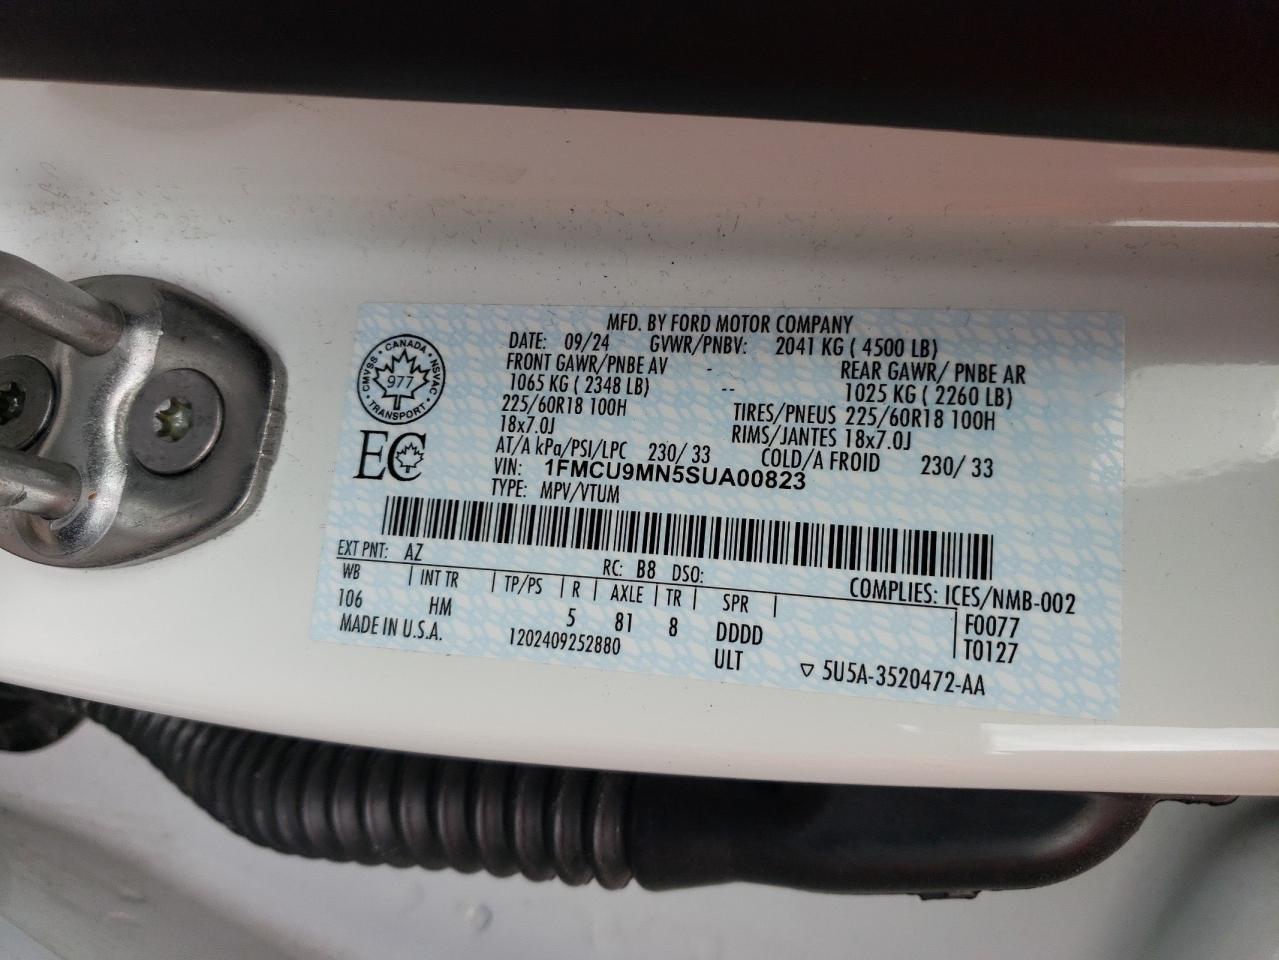 MFD. BY FORD MOTOR COMPANY
DATE: 09/24 GVWR/PNBV: 2041 KG ( 4500 LB)
FRONT GAWR/PNBE AV - REAR GAWR/ PNBE AR
1065 KG ( 2348 LB) -- 1025 KG ( 2260 LB)
225/60R18 100H TIRES/PNEUS 225/60R18 100H
18x7.0J RIMS/JANTES 18x7.0J
AT/A kPa/PSI/LPC 230/ 33 COLD/A FROID 230/ 33
VIN: 1FMCU9MN5SUA00823
TYPE: MPV/VTUM
CANADA
CMVSS NSVAC
977
TRANSPORT
EC
EXT PNT: AZ RC: B8 DSO: COMPLIES: ICES/NMB-002
WB INT TR TP/PS R AXLE TR SPR F0077
106 HM 5 81 8 DDDD T0127
MADE IN U.S.A. 1202409252880 ULT ▽ 5U5A-3520472-AA